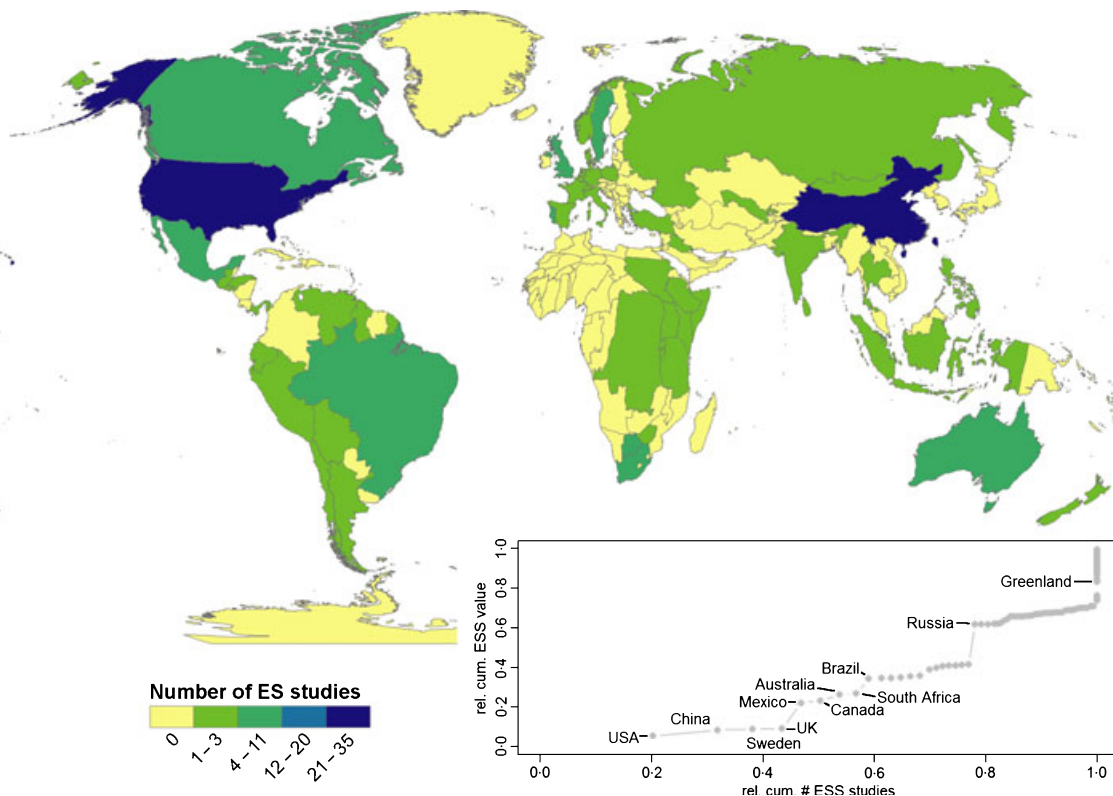 Number of ES studies
0
1–3
4–11
12–20
21–35
rel. cum. ESS value
1·0
0·8
0·6
0·4
0·2
0·0
Greenland
Russia
Brazil
Australia
South Africa
Mexico
Canada
China
UK
USA
Sweden
0·0 0·2 0·4 0·6 0·8 1·0
rel. cum. # ESS studies